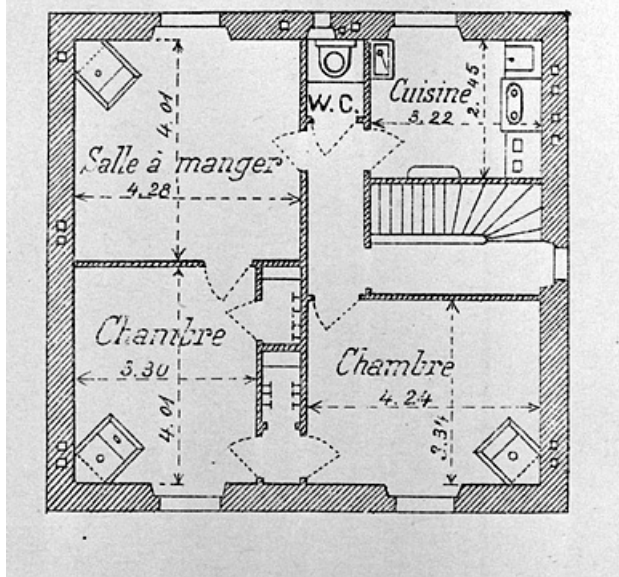 W.C.
Cuisine
3.22
2.45
4.01
Salle à manger
4.28
Chambre
3.30
4.01
Chambre
4.24
3.34